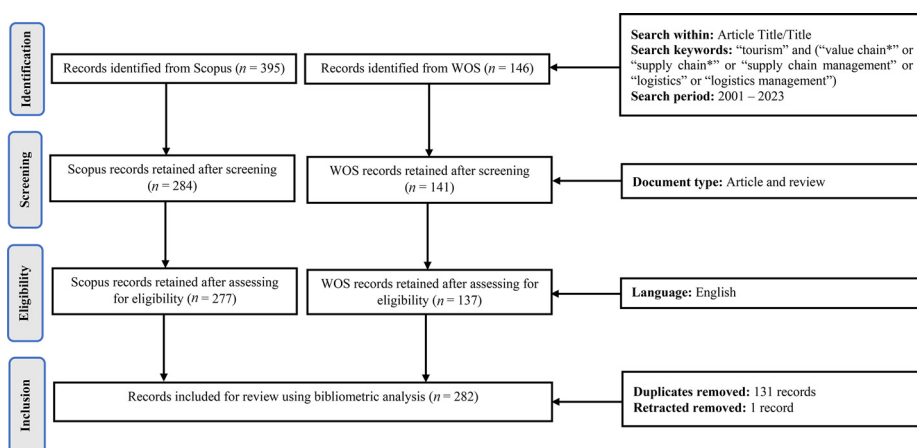 Identification
Records identified from Scopus (n = 395)
Records identified from WOS (n = 146)
Search within: Article Title/Title
Search keywords: “tourism” and (“value chain*” or
“supply chain*” or “supply chain management” or
“logistics” or “logistics management”)
Search period: 2001 – 2023
Screening
Scopus records retained after screening
(n = 284)
WOS records retained after screening
(n = 141)
Document type: Article and review
Eligibility
Scopus records retained after assessing
for eligibility (n = 277)
WOS records retained after assessing for
eligibility (n = 137)
Language: English
Inclusion
Records included for review using bibliometric analysis (n = 282)
Duplicates removed: 131 records
Retracted removed: 1 record